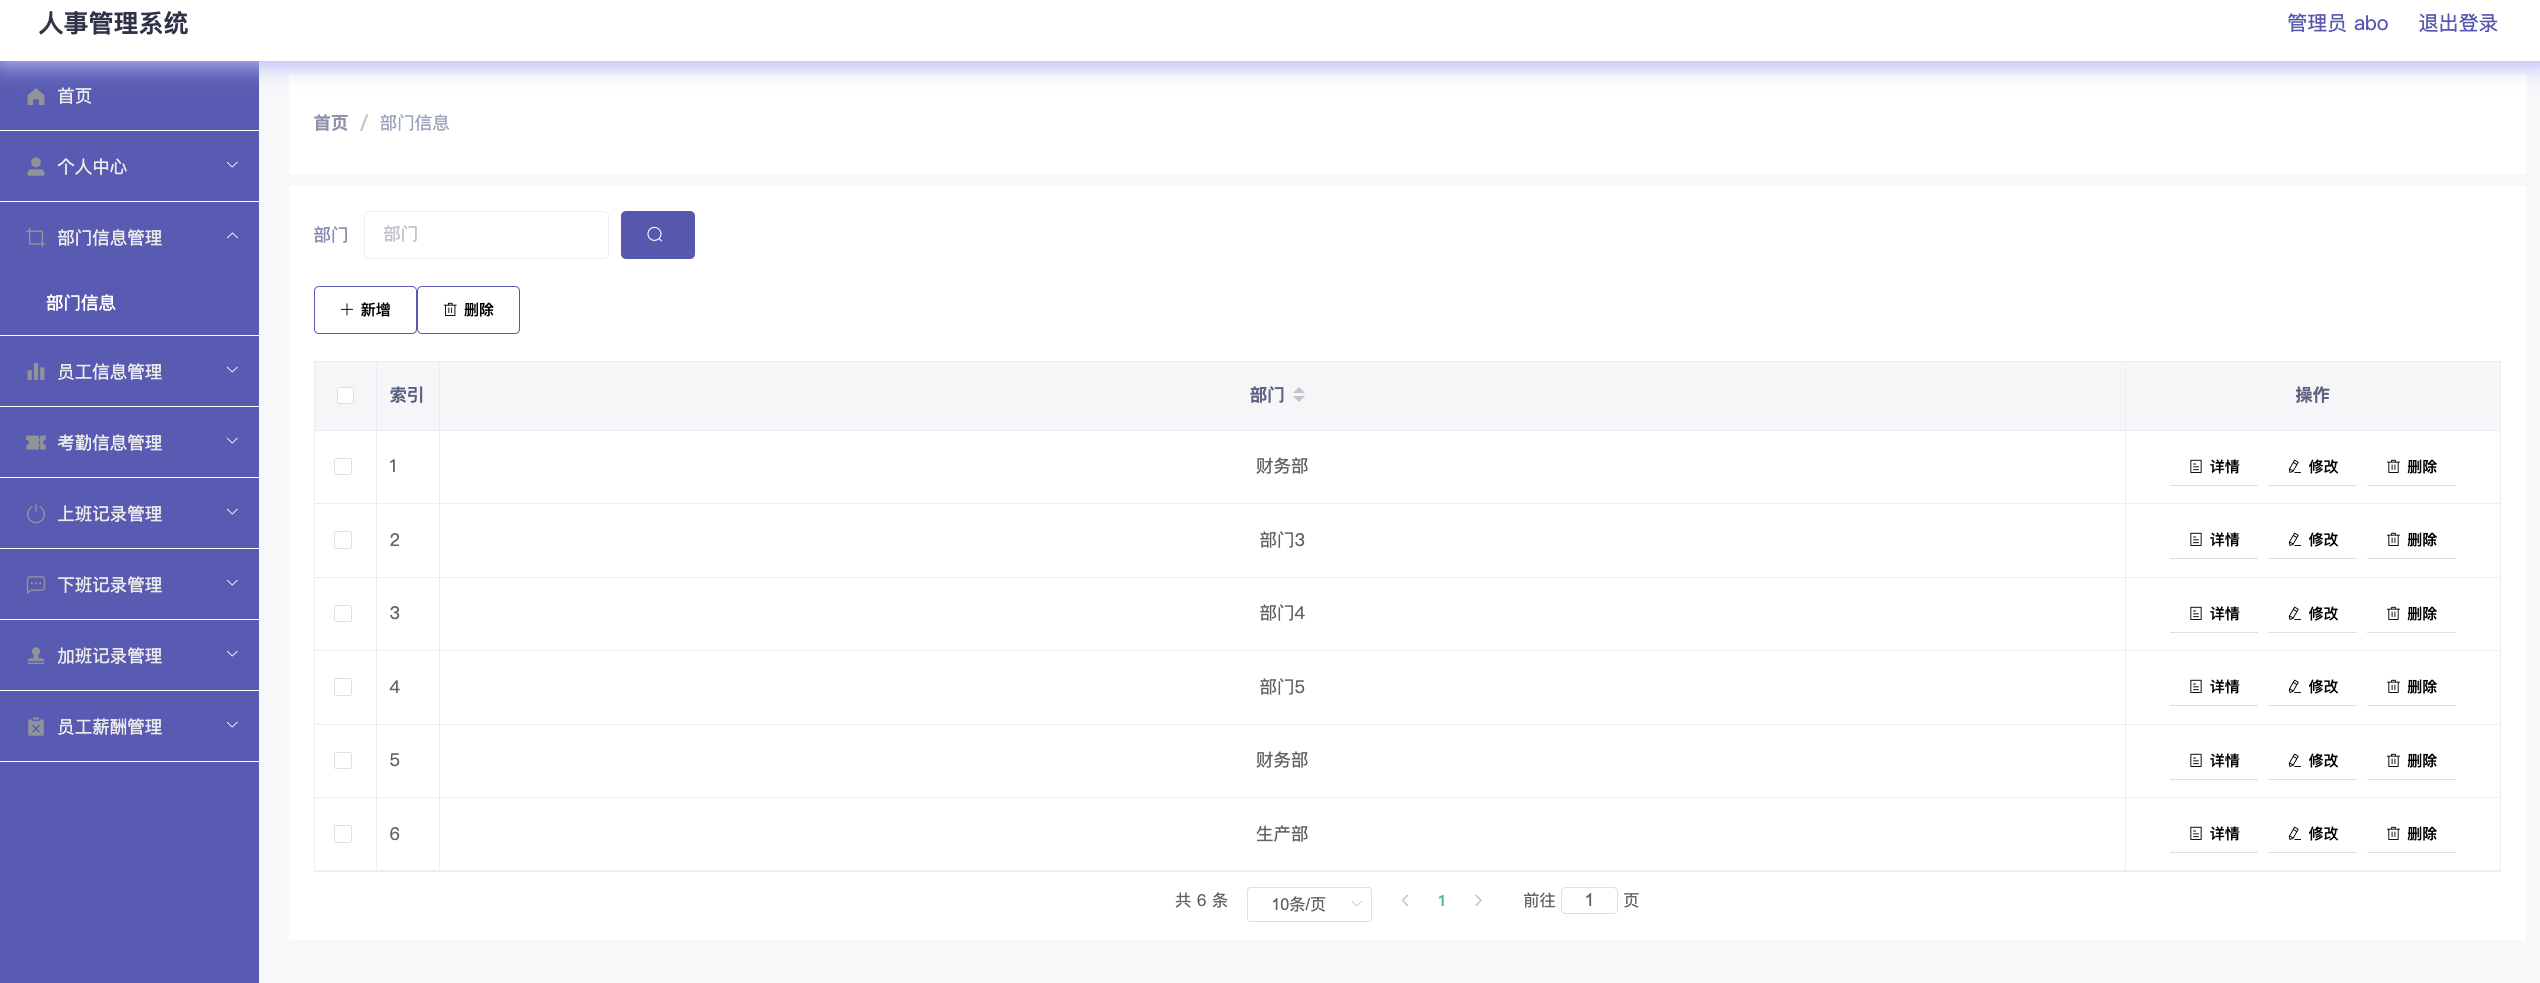 人事管理系统
管理员 abo 退出登录
首页
个人中心
部门信息管理
部门信息
员工信息管理
考勤信息管理
上班记录管理
下班记录管理
加班记录管理
员工薪酬管理
首页 / 部门信息
部门 部门
新增 删除
索引 部门 操作
1 财务部 详情 修改 删除
2 部门3 详情 修改 删除
3 部门4 详情 修改 删除
4 部门5 详情 修改 删除
5 财务部 详情 修改 删除
6 生产部 详情 修改 删除
共 6 条 10条/页 1 前往 1 页